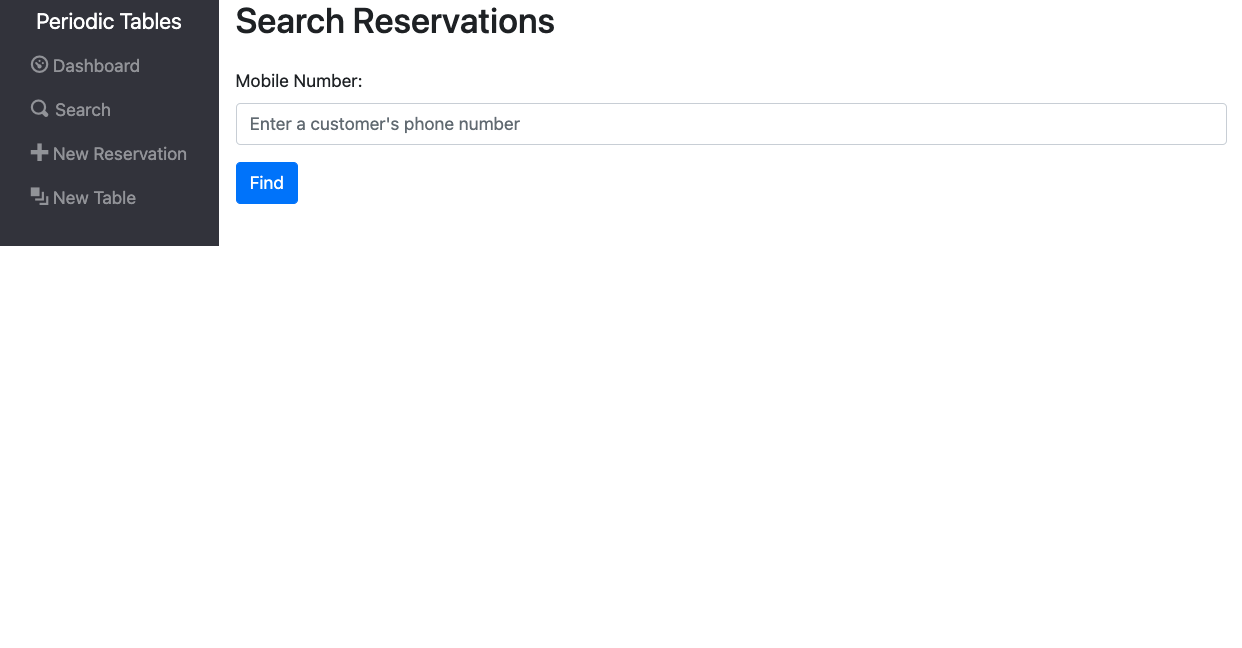 Periodic Tables
Dashboard
Search
New Reservation
New Table
Search Reservations
Mobile Number:
Enter a customer's phone number
Find